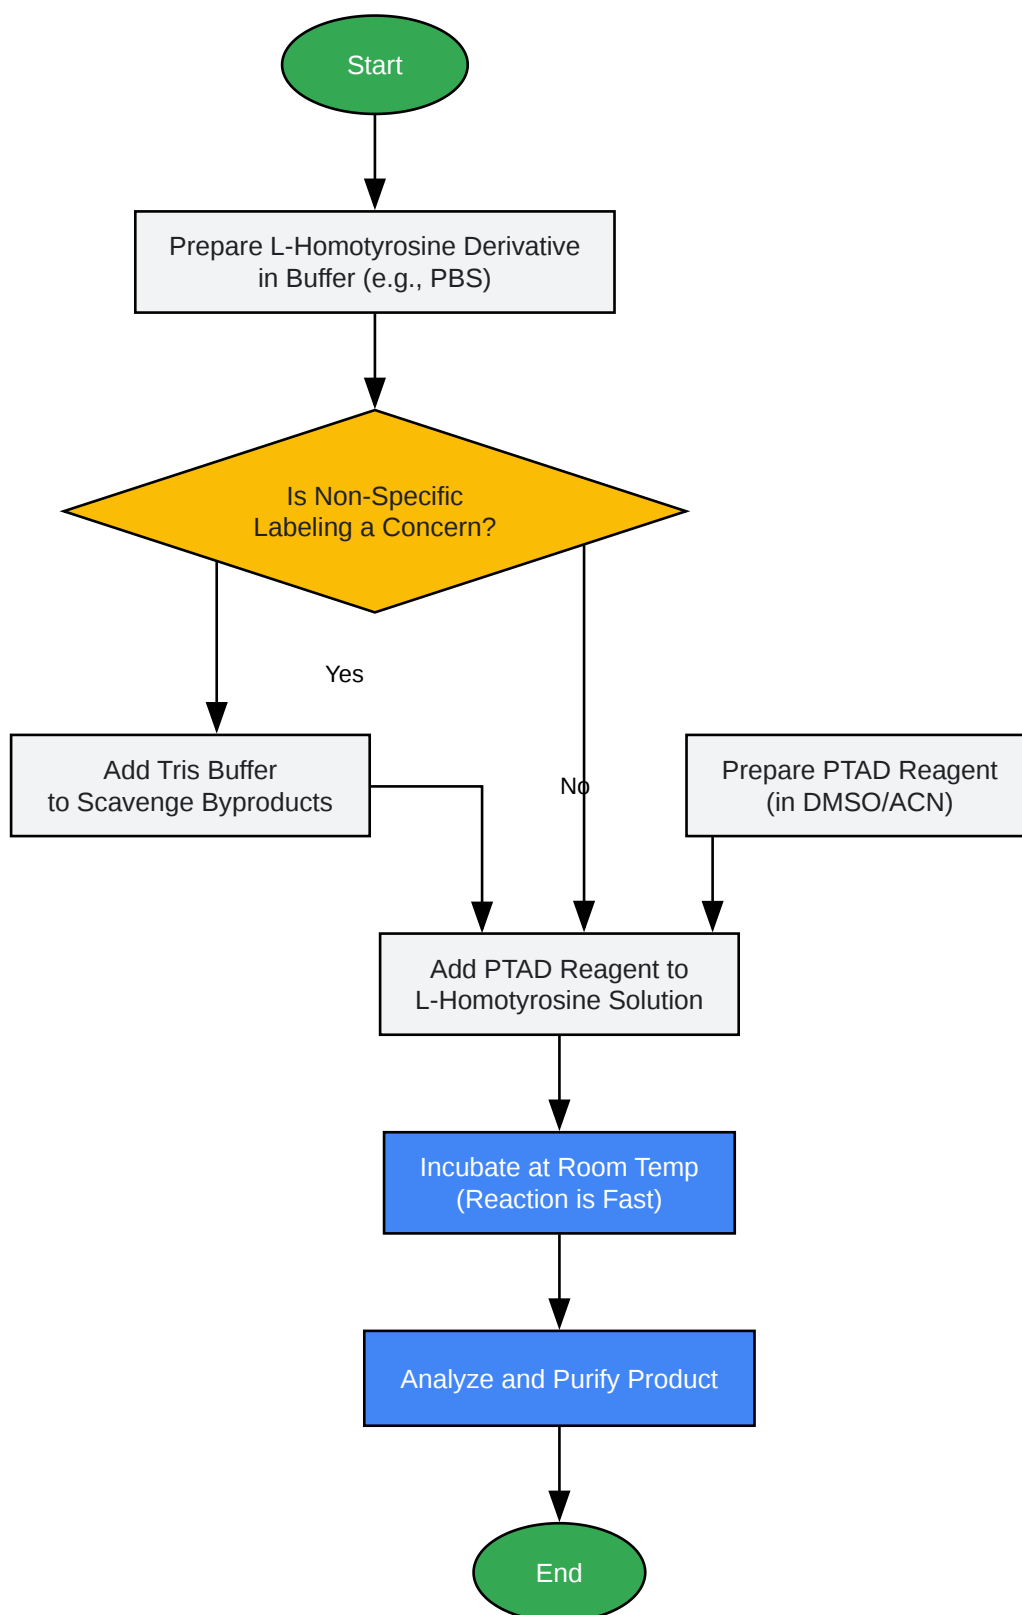 Start
Prepare L-Homotyrosine Derivative
in Buffer (e.g., PBS)
Is Non-Specific
Labeling a Concern?
Yes
No
Add Tris Buffer
to Scavenge Byproducts
Prepare PTAD Reagent
(in DMSO/ACN)
Add PTAD Reagent to
L-Homotyrosine Solution
Incubate at Room Temp
(Reaction is Fast)
Analyze and Purify Product
End